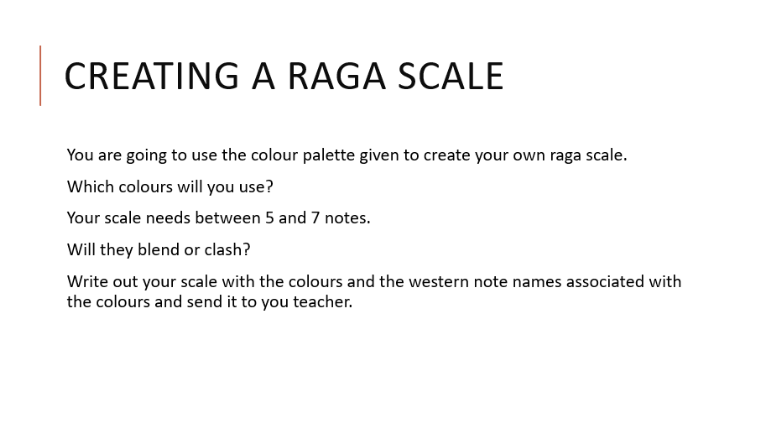 CREATING A RAGA SCALE
You are going to use the colour palette given to create your own raga scale.
Which colours will you use?
Your scale needs between 5 and 7 notes.
Will they blend or clash?
Write out your scale with the colours and the western note names associated with
the colours and send it to you teacher.